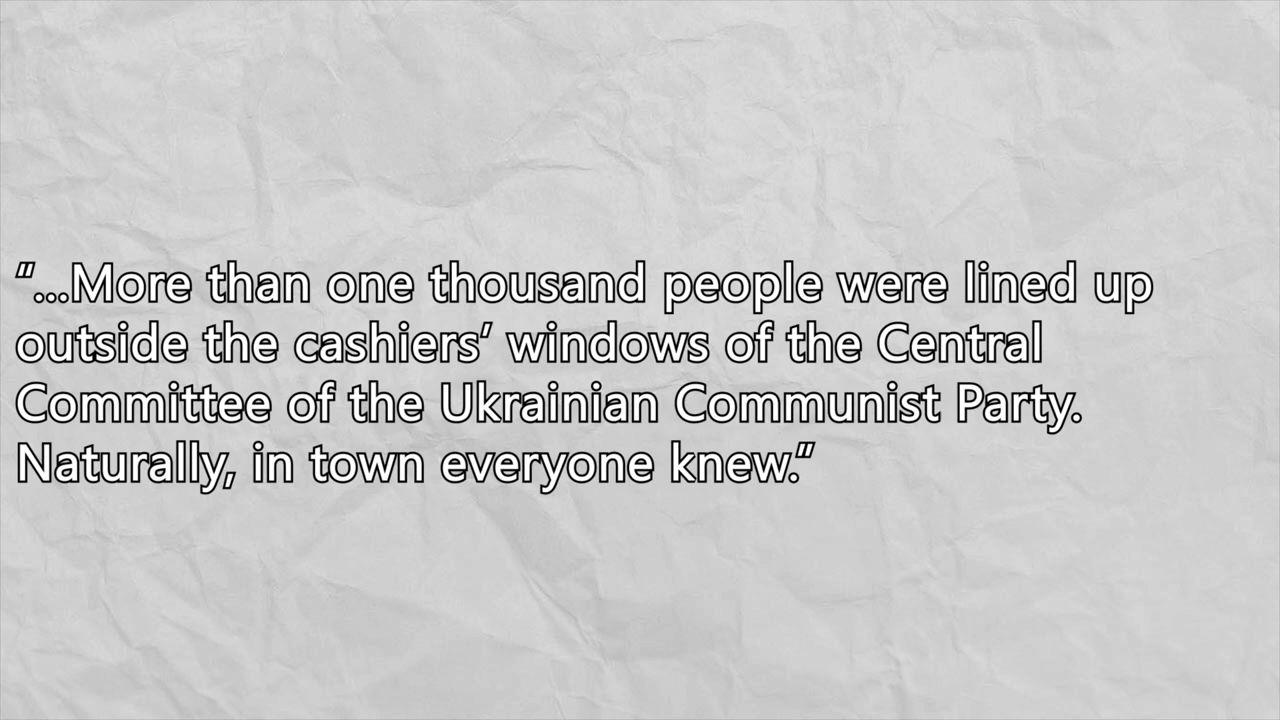 “...More than one thousand people were lined up
outside the cashiers’ windows of the Central
Committee of the Ukrainian Communist Party.
Naturally, in town everyone knew.”